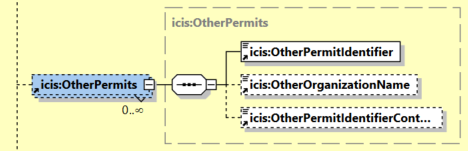 icis:OtherPermits
icis:OtherPermitIdentifier
icis:OtherPermits
icis:OtherOrganizationName
0..∞
icis:OtherPermitIdentifierCont...